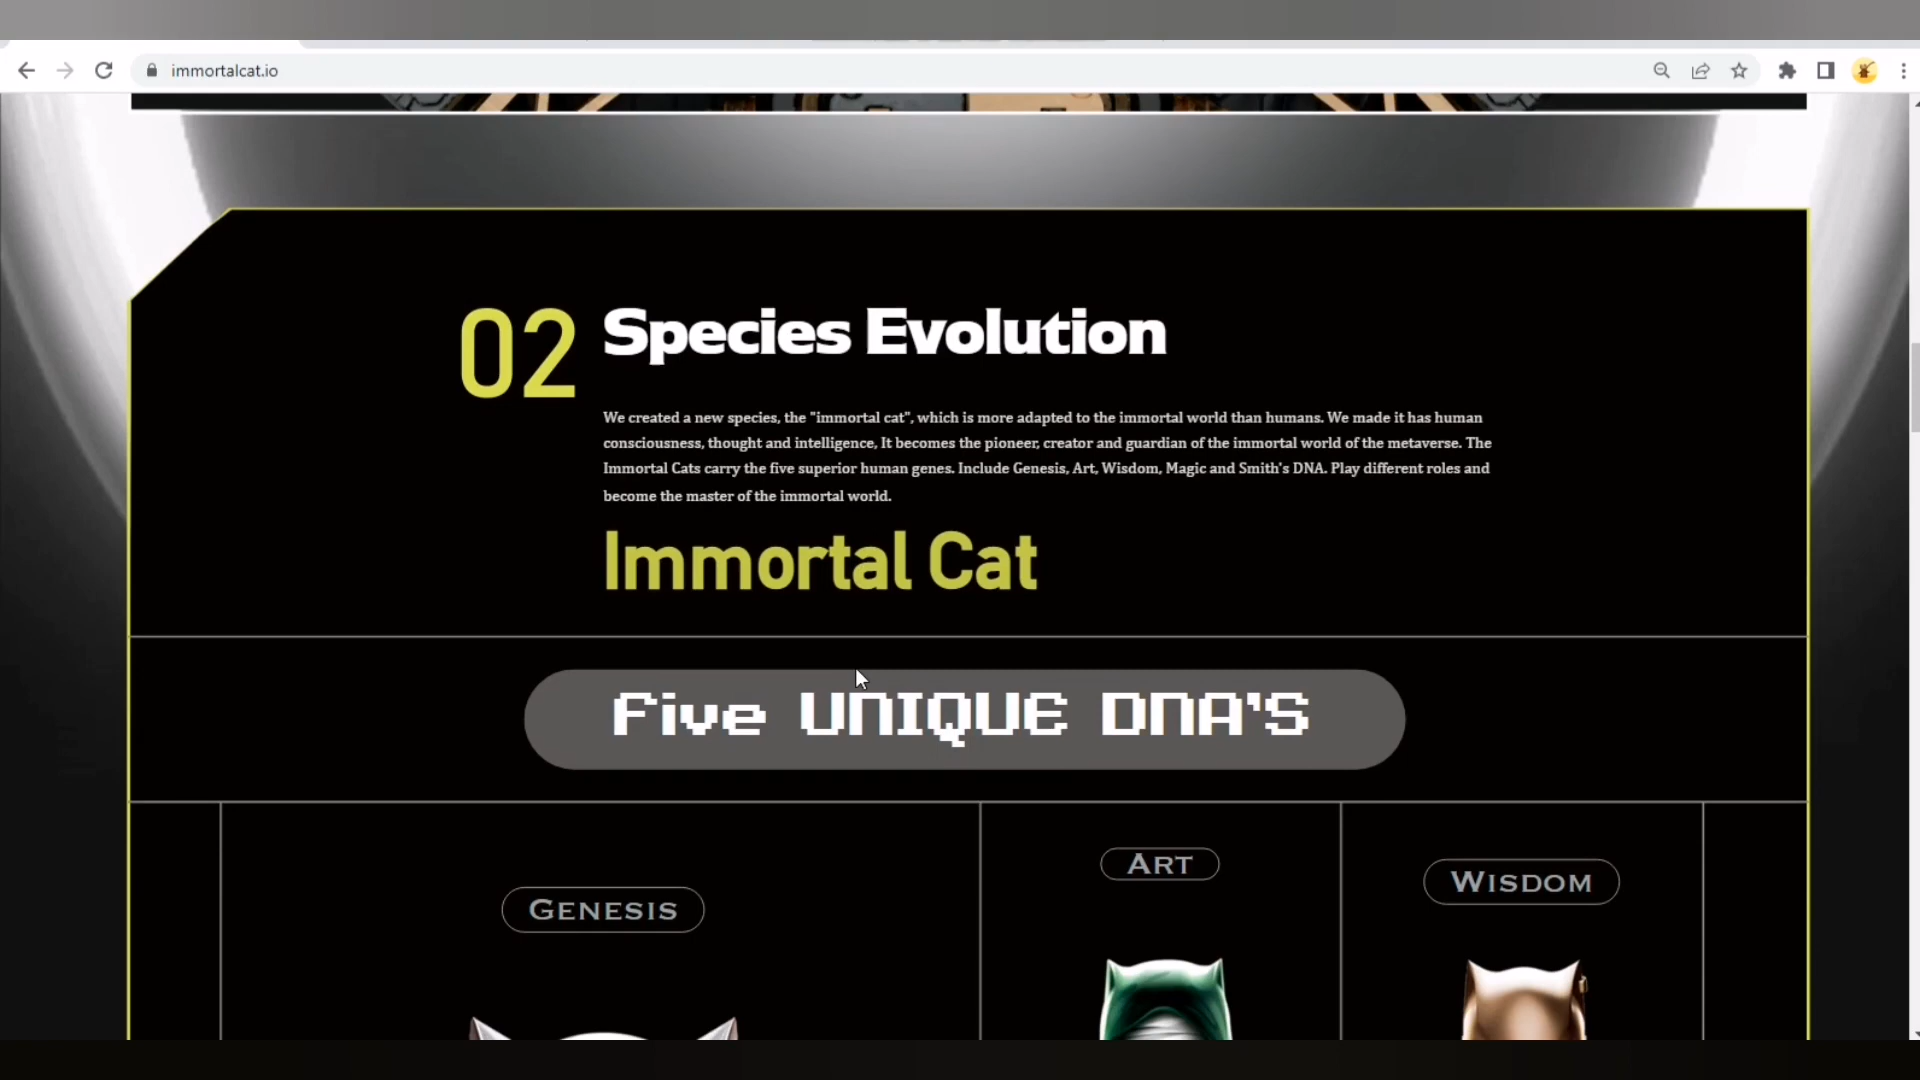 immortalcat.io
02 Species Evolution
We created a new species, the "immortal cat", which is more adapted to the immortal world than humans. We made it has human
consciousness, thought and intelligence, It becomes the pioneer, creator and guardian of the immortal world of the metaverse. The
Immortal Cats carry the five superior human genes. Include Genesis, Art, Wisdom, Magic and Smith's DNA. Play different roles and
become the master of the immortal world.
Immortal Cat
Five UNIQUE DNA'S
ART
WISDOM
GENESIS